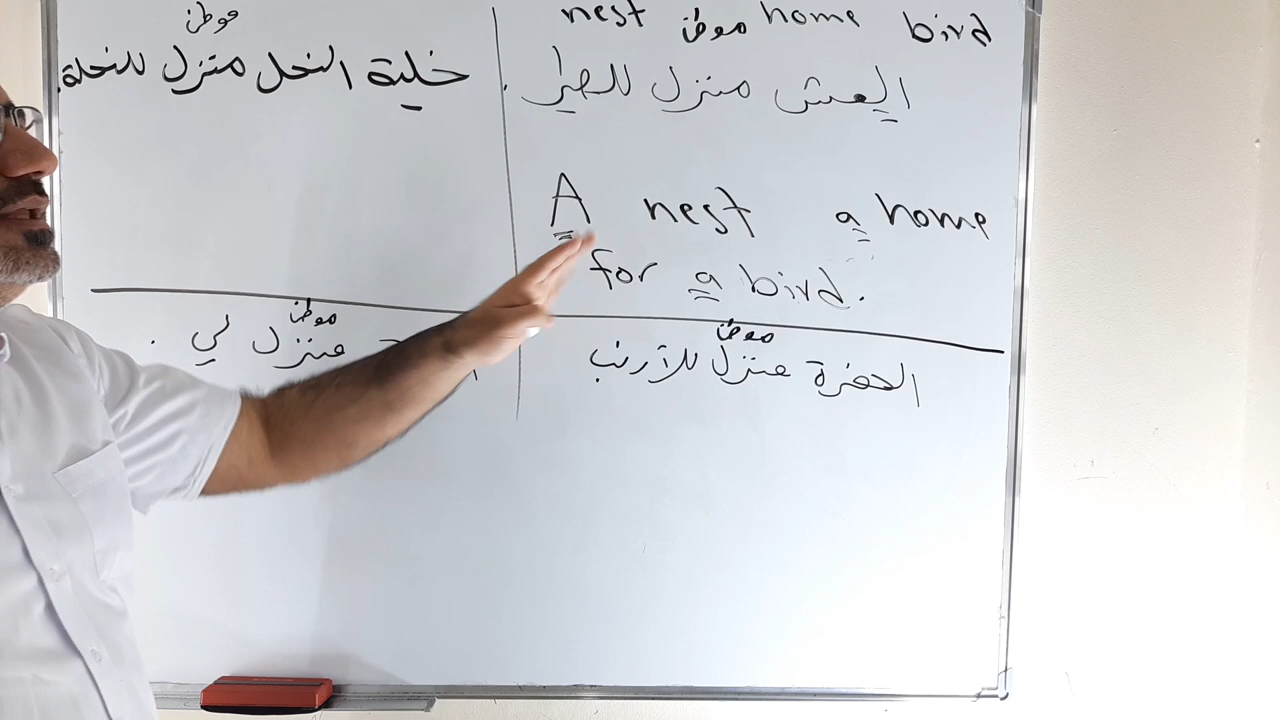 nest موطن home bird
العش منزل للطير .
A nest a home
for a bird.
موطن
خلية النحل منزل للنحلة.
موطن
الحفرة منزل للأرنب
موطن
منزل لي .